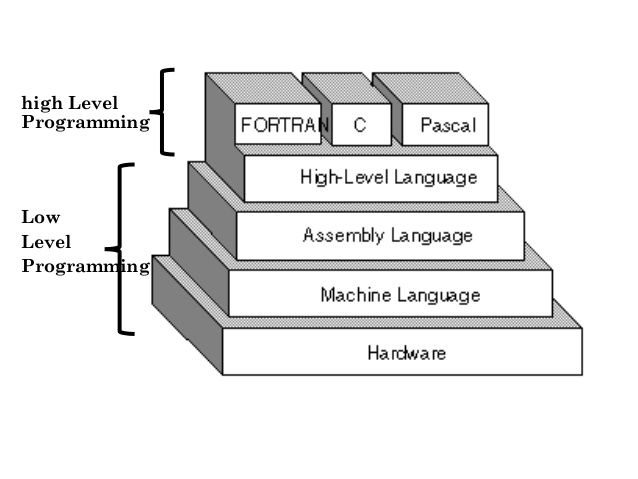 high Level
Programming
FORTRAN
C
Pascal
High-Level Language
Low
Level
Programming
Assembly Language
Machine Language
Hardware